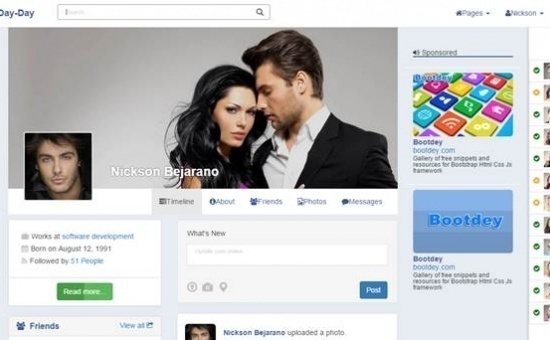 Day-Day
Search
Pages
Nickson
Sponsored
Nickson Bejarano
Timeline
About
Friends
Photos
Messages
Bootdey
Bootdey
bootdey.com
Gallery of free snippets and
resources for Bootstrap Html Css Js
framework
Works at software development
Born on August 12, 1991
Followed by 51 People
Read more...
What's New
Update your status
Post
Bootdey
Bootdey
bootdey.com
Gallery of free snippets and
resources for Bootstrap Html Css Js
framework
Friends
View all
Nickson Bejarano uploaded a photo.